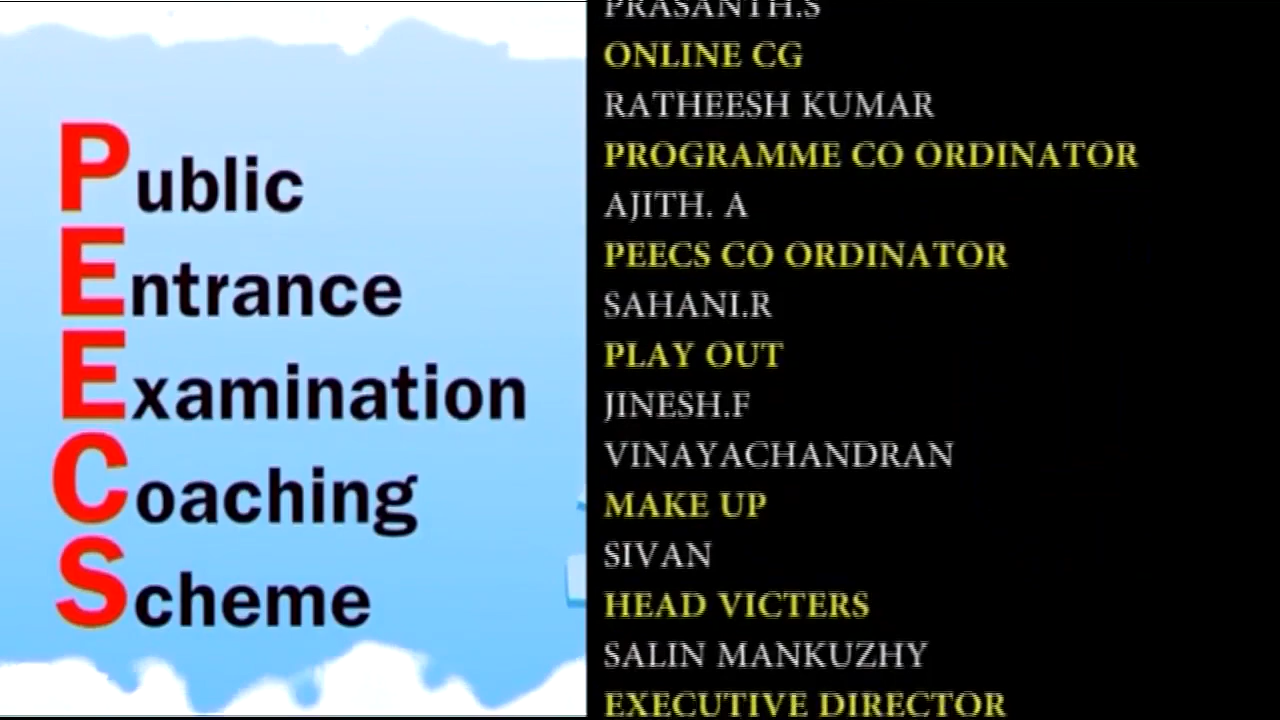 Public
Entrance
Examination
Coaching
Scheme
PRASANTH.S
ONLINE CG
RATHEESH KUMAR
PROGRAMME CO ORDINATOR
AJITH. A
PEECS CO ORDINATOR
SAHANI.R
PLAY OUT
JINESH.F
VINAYACHANDRAN
MAKE UP
SIVAN
HEAD VICTERS
SALIN MANKUZHY
EXECUTIVE DIRECTOR